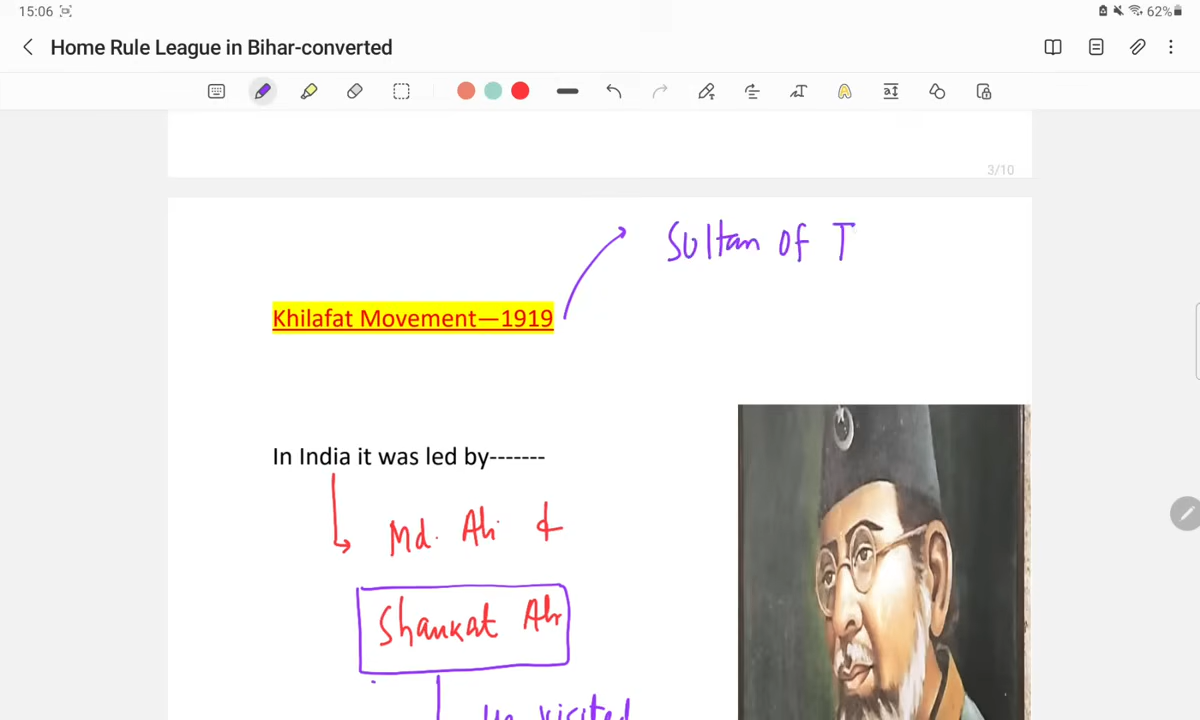 15:06
62%
Home Rule League in Bihar-converted
3/10
Sultan of T
Khilafat Movement—1919
In India it was led by-------
Md. Ali &
Shaukat Ali
He visited